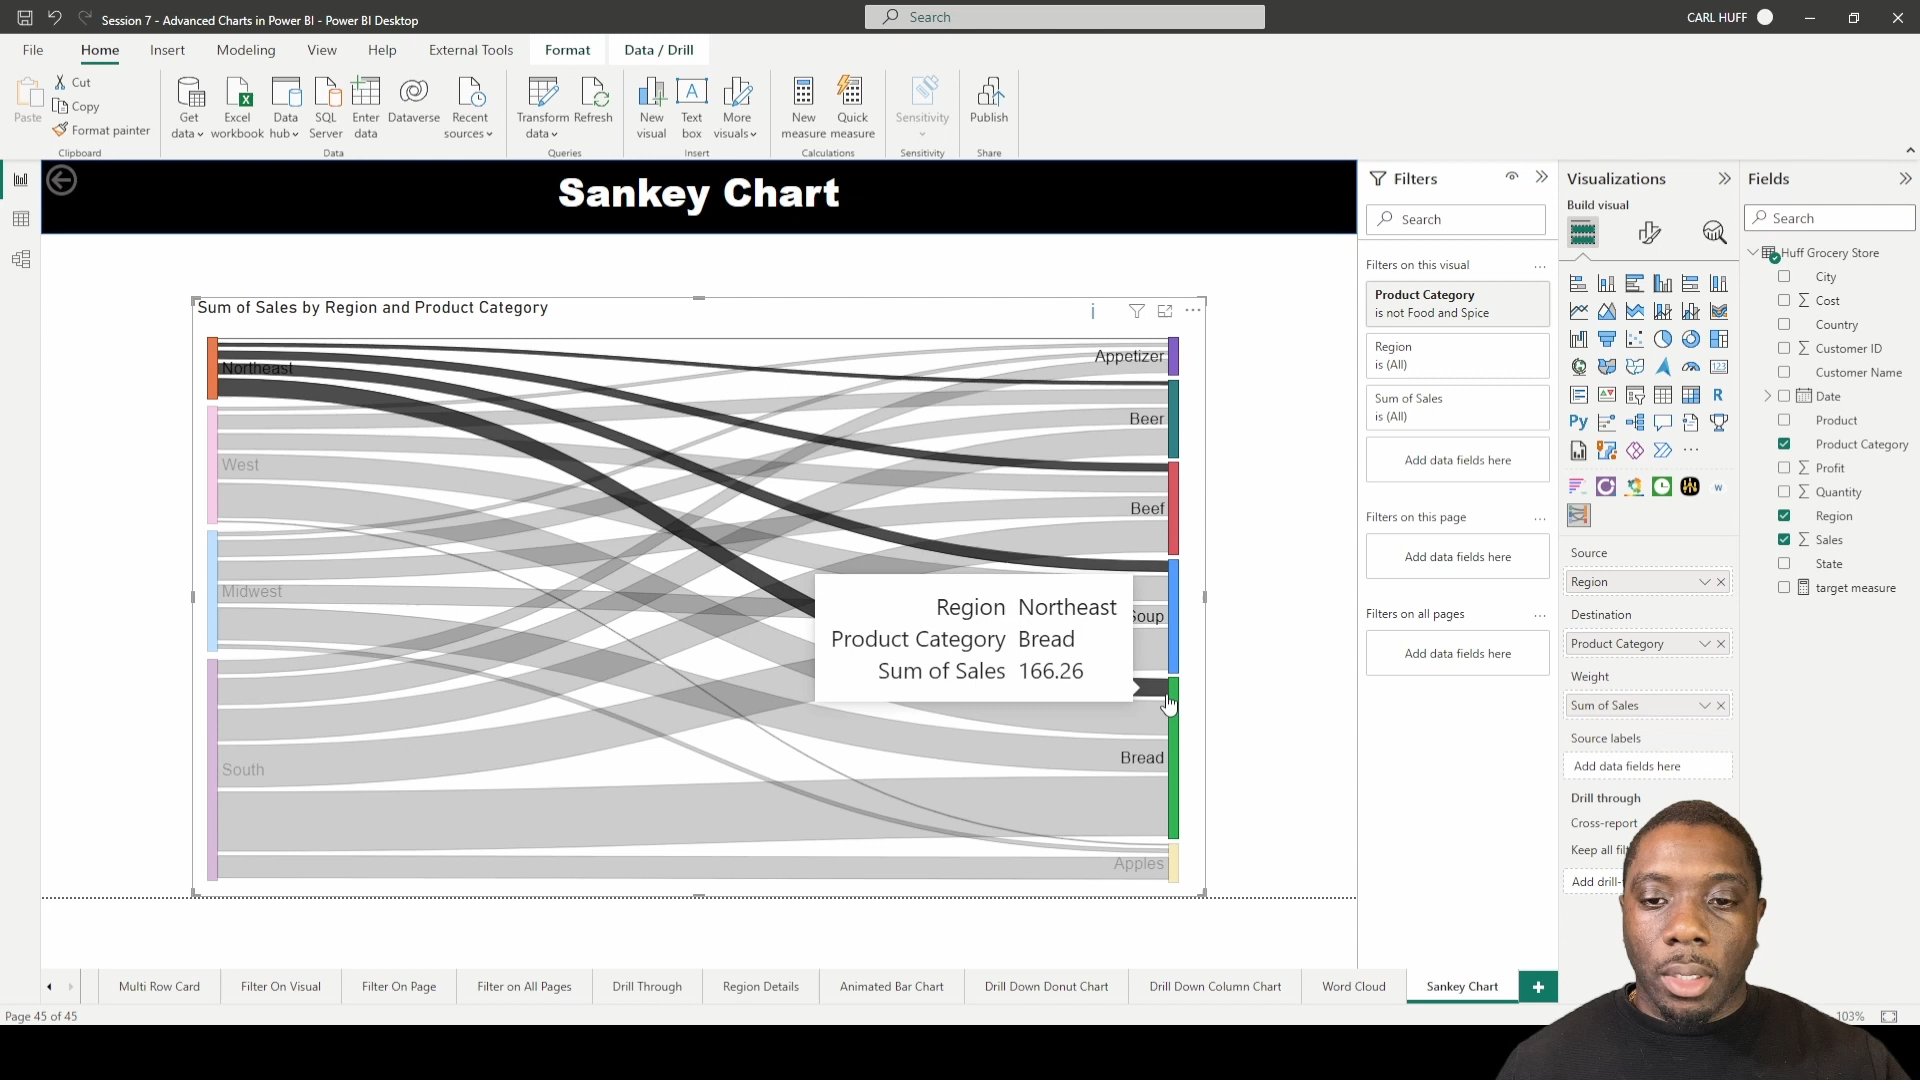 Session 7 - Advanced Charts in Power BI - Power BI Desktop
Search
CARL HUFF
File Home Insert Modeling View Help External Tools Format Data / Drill
Paste
Cut
Copy
Format painter
Clipboard
Get data
Excel workbook
Data hub
SQL Server
Enter data
Dataverse
Recent sources
Data
Transform data
Refresh
Queries
New visual
Text box
More visuals
Insert
New measure
Quick measure
Calculations
Sensitivity
Sensitivity
Publish
Share
Sankey Chart
Sum of Sales by Region and Product Category
Northeast
West
Midwest
South
Appetizer
Beer
Beef
Soup
Bread
Apples
Region Northeast
Product Category Bread
Sum of Sales 166.26
Filters
Search
Filters on this visual
Product Category
is not Food and Spice
Region
is (All)
Sum of Sales
is (All)
Add data fields here
Filters on this page
Add data fields here
Filters on all pages
Add data fields here
Visualizations
Build visual
123
R
Py
Source
Region
Destination
Product Category
Weight
Sum of Sales
Source labels
Add data fields here
Drill through
Cross-report
Keep all
Add drill-
Fields
Search
Huff Grocery Store
City
Cost
Country
Customer ID
Customer Name
Date
Product
Product Category
Profit
Quantity
Region
Sales
State
target measure
Multi Row Card
Filter On Visual
Filter On Page
Filter on All Pages
Drill Through
Region Details
Animated Bar Chart
Drill Down Donut Chart
Drill Down Column Chart
Word Cloud
Sankey Chart
Page 45 of 45
103%